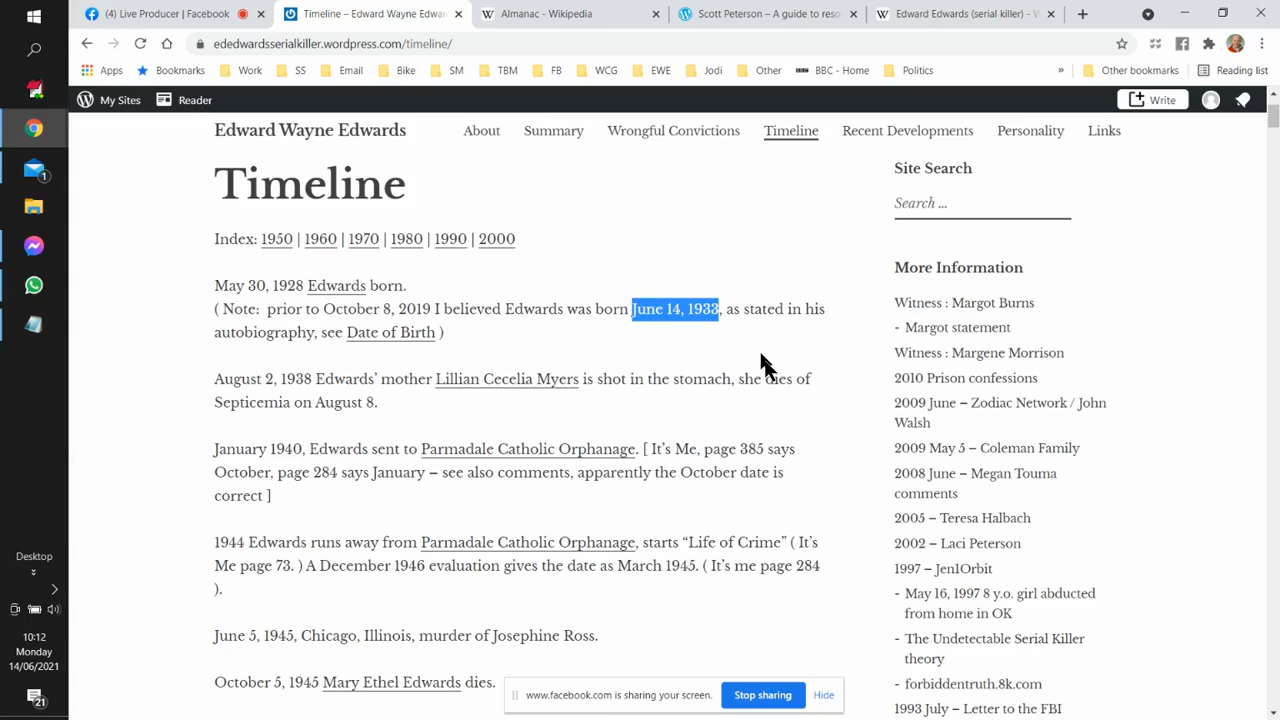 (4) Live Producer | Facebook
Timeline – Edward Wayne Edwar
Almanac - Wikipedia
Scott Peterson – A guide to reso
Edward Edwards (serial killer) - W
ededwardsserialkiller.wordpress.com/timeline/
Apps
Bookmarks
Work
SS
Email
Bike
SM
TBM
FB
WCG
EWE
Jodi
Other
BBC - Home
Politics
»
Other bookmarks
Reading list
My Sites
Reader
Write
Edward Wayne Edwards
About
Summary
Wrongful Convictions
Timeline
Recent Developments
Personality
Links
Timeline
Index: 1950 | 1960 | 1970 | 1980 | 1990 | 2000
May 30, 1928 Edwards born.
( Note: prior to October 8, 2019 I believed Edwards was born June 14, 1933, as stated in his
autobiography, see Date of Birth )
August 2, 1938 Edwards’ mother Lillian Cecelia Myers is shot in the stomach, she dies of
Septicemia on August 8.
January 1940, Edwards sent to Parmadale Catholic Orphanage. [ It’s Me, page 385 says
October, page 284 says January – see also comments, apparently the October date is
correct ]
1944 Edwards runs away from Parmadale Catholic Orphanage, starts “Life of Crime” ( It’s
Me page 73. ) A December 1946 evaluation gives the date as March 1945. ( It’s me page 284
).
June 5, 1945, Chicago, Illinois, murder of Josephine Ross.
October 5, 1945 Mary Ethel Edwards dies.
Site Search
Search …
More Information
Witness : Margot Burns
- Margot statement
Witness : Margene Morrison
2010 Prison confessions
2009 June – Zodiac Network / John
Walsh
2009 May 5 – Coleman Family
2008 June – Megan Touma
comments
2005 – Teresa Halbach
2002 – Laci Peterson
1997 – Jen1Orbit
- May 16, 1997 8 y.o. girl abducted
from home in OK
- The Undetectable Serial Killer
theory
- forbiddentruth.8k.com
1993 July – Letter to the FBI
www.facebook.com is sharing your screen.
Stop sharing
Hide
1
Desktop
10:12
Monday
14/06/2021
21